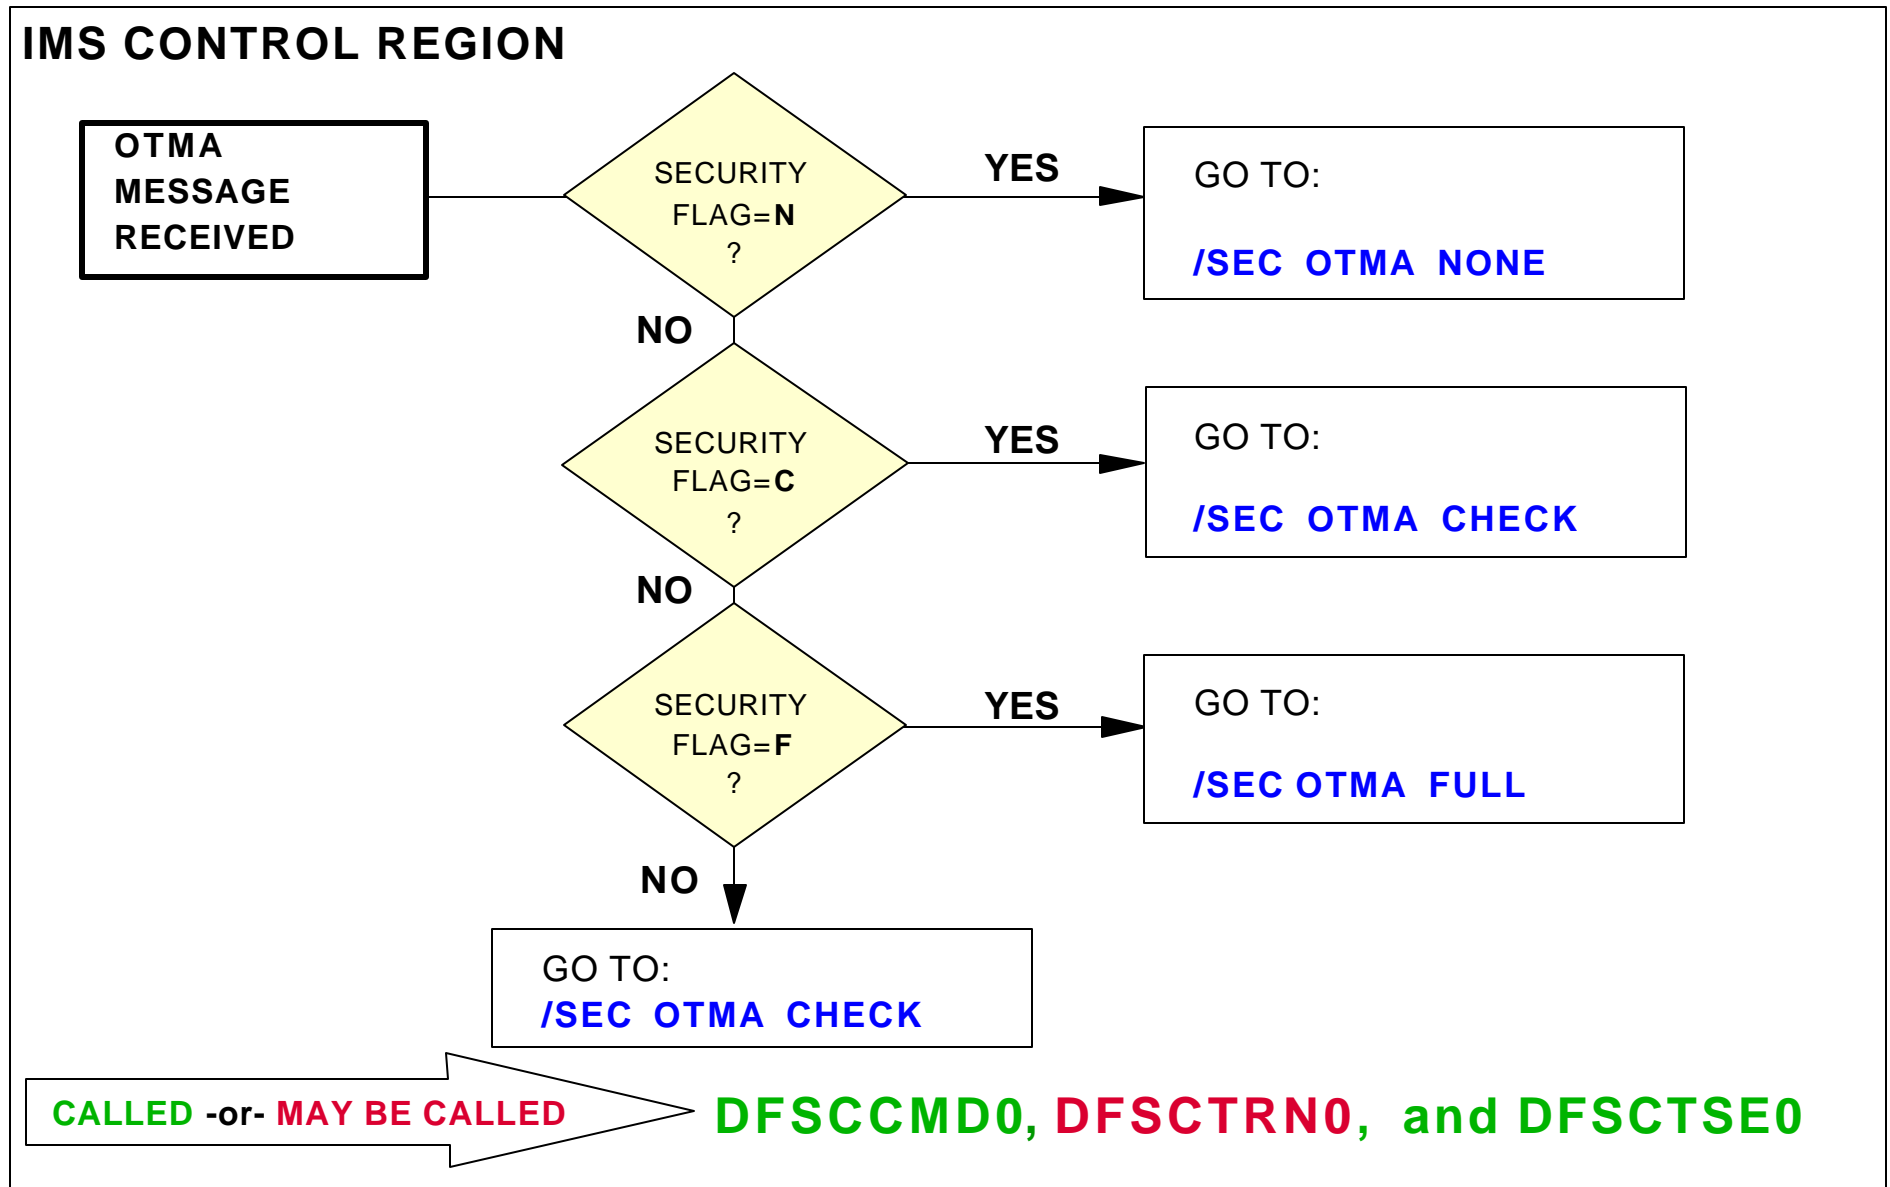 IMS CONTROL REGION
OTMA
MESSAGE
RECEIVED
SECURITY
FLAG=N
?
YES
GO TO:
/SEC OTMA NONE
NO
SECURITY
FLAG=C
?
YES
GO TO:
/SEC OTMA CHECK
NO
SECURITY
FLAG=F
?
YES
GO TO:
/SEC OTMA FULL
NO
GO TO:
/SEC OTMA CHECK
CALLED -or- MAY BE CALLED
DFSCCMD0, DFSCTRN0, and DFSCTSE0